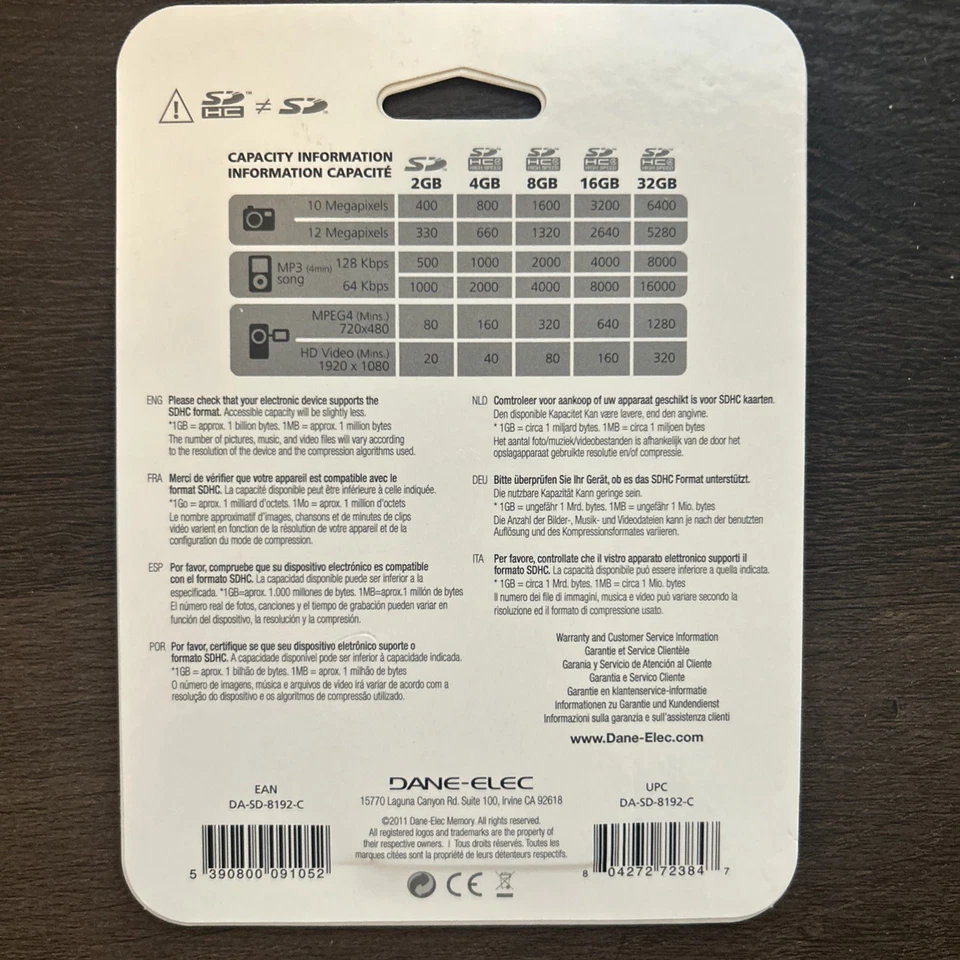 SD HC™ ≠ SD™
CAPACITY INFORMATION
INFORMATION CAPACITÉ
2GB 4GB 8GB 16GB 32GB
10 Megapixels 400 800 1600 3200 6400
12 Megapixels 330 660 1320 2640 5280
MP3 (4min) song 128 Kbps 500 1000 2000 4000 8000
64 Kbps 1000 2000 4000 8000 16000
MPEG4 (Mins.) 720x480 80 160 320 640 1280
HD Video (Mins.) 1920 x 1080 20 40 80 160 320
ENG Please check that your electronic device supports the
SDHC format. Accessible capacity will be slightly less.
*1GB = approx. 1 billion bytes. 1MB = approx. 1 million bytes
The number of pictures, music, and video files will vary according
to the resolution of the device and the compression algorithms used.
FRA Merci de vérifier que votre appareil est compatible avec le
format SDHC. La capacité disponible peut être inférieure à celle indiquée.
*1Go = aprox. 1 milliard d'octets. 1Mo = aprox. 1 million d'octets
Le nombre approximatif d'images, chansons et de minutes de clips
vidéo varient en fonction de la résolution de votre appareil et de la
configuration du mode de compression.
ESP Por favor, compruebe que su dispositivo electrónico es compatible
con el formato SDHC. La capacidad disponible puede ser inferior a la
especificada. *1GB=aprox. 1.000 millones de bytes. 1MB=aprox.1 millón de bytes
El número real de fotos, canciones y el tiempo de grabación pueden variar en
función del dispositivo, la resolución y la compresión.
POR Por favor, certifique se que seu dispositivo eletrônico suporte o
formato SDHC. A capacidade disponível pode ser inferior à capacidade indicada.
*1GB = aprox. 1 bilhão de bytes. 1MB = aprox. 1 milhão de bytes
O número de imagens, música e arquivos de vídeo irá variar de acordo com a
resolução do dispositivo e os algoritmos de compressão utilizado.
NLD Comtroleer voor aankoop of uw apparaat geschikt is voor SDHC kaarten.
Den disponible Kapacitet Kan være lavere, end den angivne.
* 1GB = circa 1 miljard bytes. 1MB = circa 1 miljoen bytes
Het aantal foto/muziek/videobestanden is afhankelijk van de door het
opslagapparaat gebruikte resolutie en/of compressie.
DEU Bitte überprüfen Sie Ihr Gerät, ob es das SDHC Format unterstützt.
Die nutzbare Kapazität Kann geringe sein.
* 1GB = ungefähr 1 Mrd. bytes. 1MB = ungefähr 1 Mio. bytes
Die Anzahl der Bilder-, Musik- und Videodateien kann je nach der benutzten
Auflösung und des Kompressionsformates variieren.
ITA Per favore, controllate che il vistro apparato elettronico supporti il
formato SDHC. La capacità disponibile può essere inferiore a quella indicata.
* 1GB = circa 1 Mrd. bytes. 1MB = circa 1 Mio. bytes
Il numero dei file di immagini, musica e video può variare secondo la
risoluzione ed il formato di compressione usato.
Warranty and Customer Service Information
Garantie et Service Clientèle
Garania y Servicio de Atención al Cliente
Garantia e Servico Cliente
Garantie en klantenservice-informatie
Informationen zu Garantie und Kundendienst
Informazioni sulla garanzia e sull'assistenza clienti
www.Dane-Elec.com
EAN
DA-SD-8192-C
5 390800 091052
DANE-ELEC
15770 Laguna Canyon Rd. Suite 100, Irvine CA 92618
©2011 Dane-Elec Memory. All rights reserved.
All registered logos and trademarks are the property of
their respective owners. | Tous droits réservés. Toutes les
marques citées sont la propriété de leurs détenteurs respectifs.
CE
UPC
DA-SD-8192-C
8 04272 72384 7